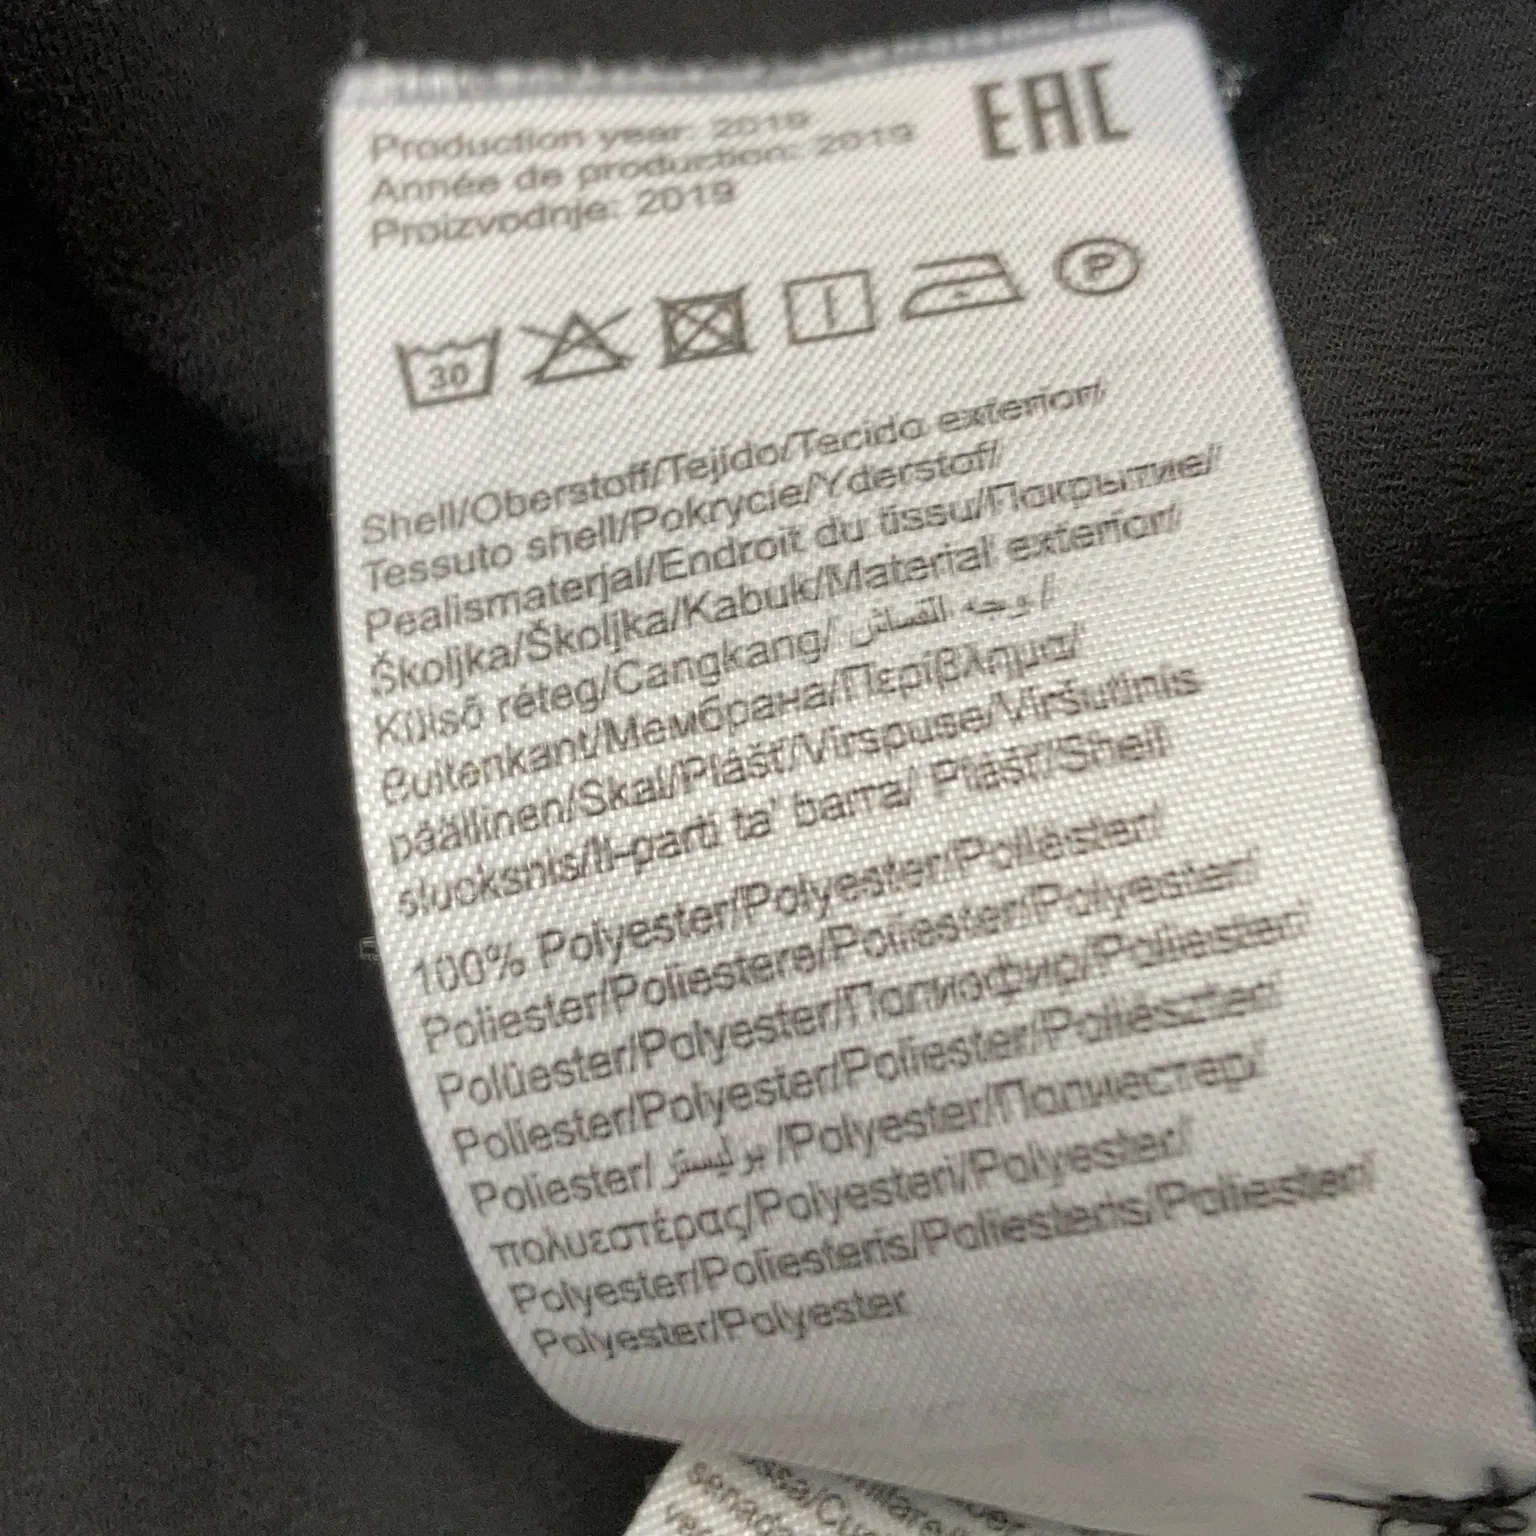 Production year: 2019
Année de production: 2019
Proizvodnje: 2019
EAC
30
P
Shell/Oberstoff/Tejido/Tecido exterior/
Tessuto shell/Pokrycie/Yderstof/
Pealismaterjal/Endroit du tissu/Покрытие/
Školjka/Školjka/Kabuk/Material exterior/
Külső réteg/Cangkang/ وجه القماش/
Buitenkant/Мембрана/Περίβλημα/
päällinen/Skal/Plášť/Virspuse/Viršutinis
sluoksnis/Il-parti ta' barra/ Plášť/Shell
100% Polyester/Polyester/Poliéster/
Poliester/Poliestere/Poliester/Polyester/
Polüester/Polyester/Полиэфир/Poliester/
Poliester/Polyester/Poliester/Poliészter/
Poliester/ بوليستر /Polyester/Полиестер/
πολυεστέρας/Polyesteri/Polyester/
Polyester/Poliesteris/Poliesteris/Poliester/
Polyester/Polyester